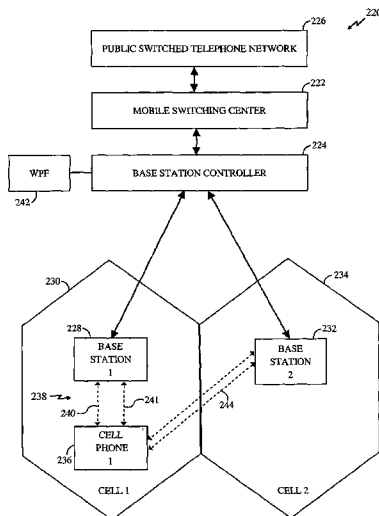 220
226
PUBLIC SWITCHED TELEPHONE NETWORK
222
MOBILE SWITCHING CENTER
224
WPF
BASE STATION CONTROLLER
242
230
234
228
232
BASE
STATION
1
BASE
STATION
2
238
240
241
244
236
CELL
PHONE
1
CELL 1
CELL 2